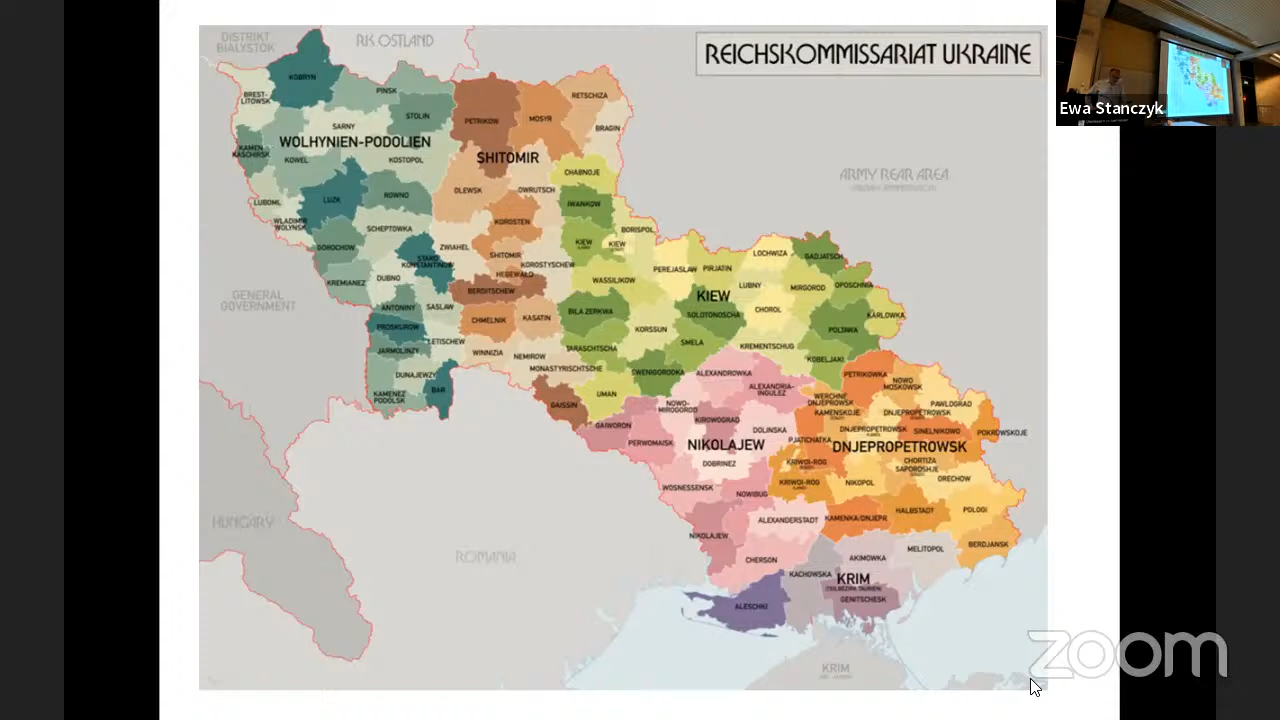 REICHSKOMMISSARIAT UKRAINE
Ewa Stanczyk
DISTRIKT
BIALYSTOK
RK OSTLAND
ARMY REAR AREA
GENERAL
GOVERNMENT
HUNGARY
ROMANIA
KRIM
WOLHYNIEN-PODOLIEN
KOBRYN
BREST-
LITOWSK
PINSK
STOLIN
SARNY
KAMEN
KASCHIRSK
KOWEL
KOSTOPOL
LUBOML
LUZK
ROWNO
WLADIMIR
WOLYNSK
SCHEPTOWKA
GOROCHOW
STARO
KONSTANTINOW
KREMIANEZ
DUBNO
ANTONINY
SASLAW
PROSKUROW
LETISCHEW
JARMOLINZY
DUNAJEWZY
KAMENEZ
PODOLSK
BAR
SHITOMIR
PETRIKOW
MOSYR
RETSCHIZA
BRAGIN
OLEWSK
OWRUTSCH
KOROSTEN
ZWIAHEL
SHITOMIR
KOROSTYSCHEW
HEGEWALD
BERDITSCHEW
CHMELNIK
KASATIN
WINNIZIA
NEMIROW
MONASTYRISCHTSCHE
GAISSIN
KIEW
CHABNOJE
IWANKOW
KIEW
KIEW
BORISPOL
WASSILIKOW
PEREJASLAW
PIRJATIN
LOCHWIZA
GADJATSCH
LUBNY
MIRGOROD
OPOSCHNIA
BILA ZERKWA
SOLOTONOSCHA
CHOROL
KARLOWKA
KORSSUN
POLTAWA
TARASCHTSCHA
SMELA
KREMENTSCHUG
KOBELJAKI
SWENIGORODKA
UMAN
NIKOLAJEW
ALEXANDROWKA
ALEXANDRIA-
INGULEZ
NOWO-
MIROGOROD
KIROWOGRAD
GAIWORON
DOLINSKA
PERWOMAISK
DOBRINEZ
WOSNESSENSK
NOWIBUG
NIKOLAJEW
ALEXANDERSTADT
CHERSON
DNJEPROPETROWSK
PETRIKOWKA
NOWO
MOSKOWSK
WERCHNE
DNJEPROWSK
PAWLOGRAD
KAMENSKOJE
DNJEPROPETROWSK
DNJEPROPETROWSK
SINELNIKOWO
POKROWSKOJE
PJATICHATKA
KRIWOI-ROG
CHORTIZA
SAPOROSHJE
KRIWOI-ROG
NIKOPOL
ORECHOW
KAMENKA/DNJEPR
HALBSTADT
POLOGI
BERDJANSK
KRIM
AKIMOWKA
MELITOPOL
KACHOWSKA
GENITSCHESK
ALESCHKI
zoom